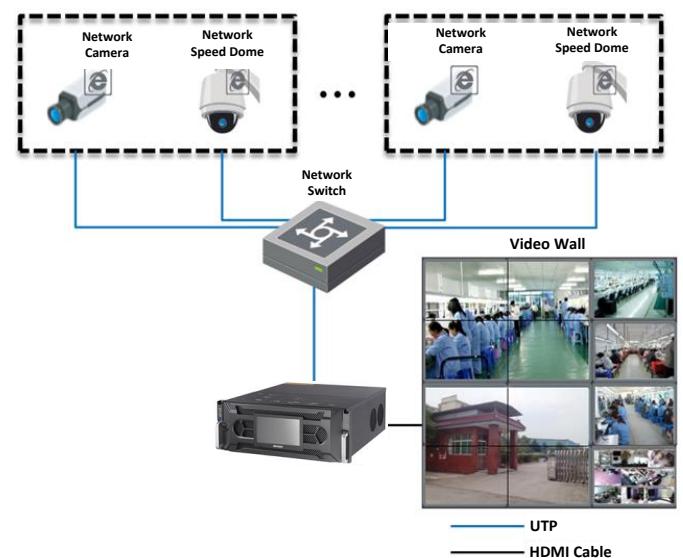 Network
Camera
Network
Speed Dome
Network
Camera
Network
Speed Dome
Network
Switch
Video Wall
UTP
HDMI Cable